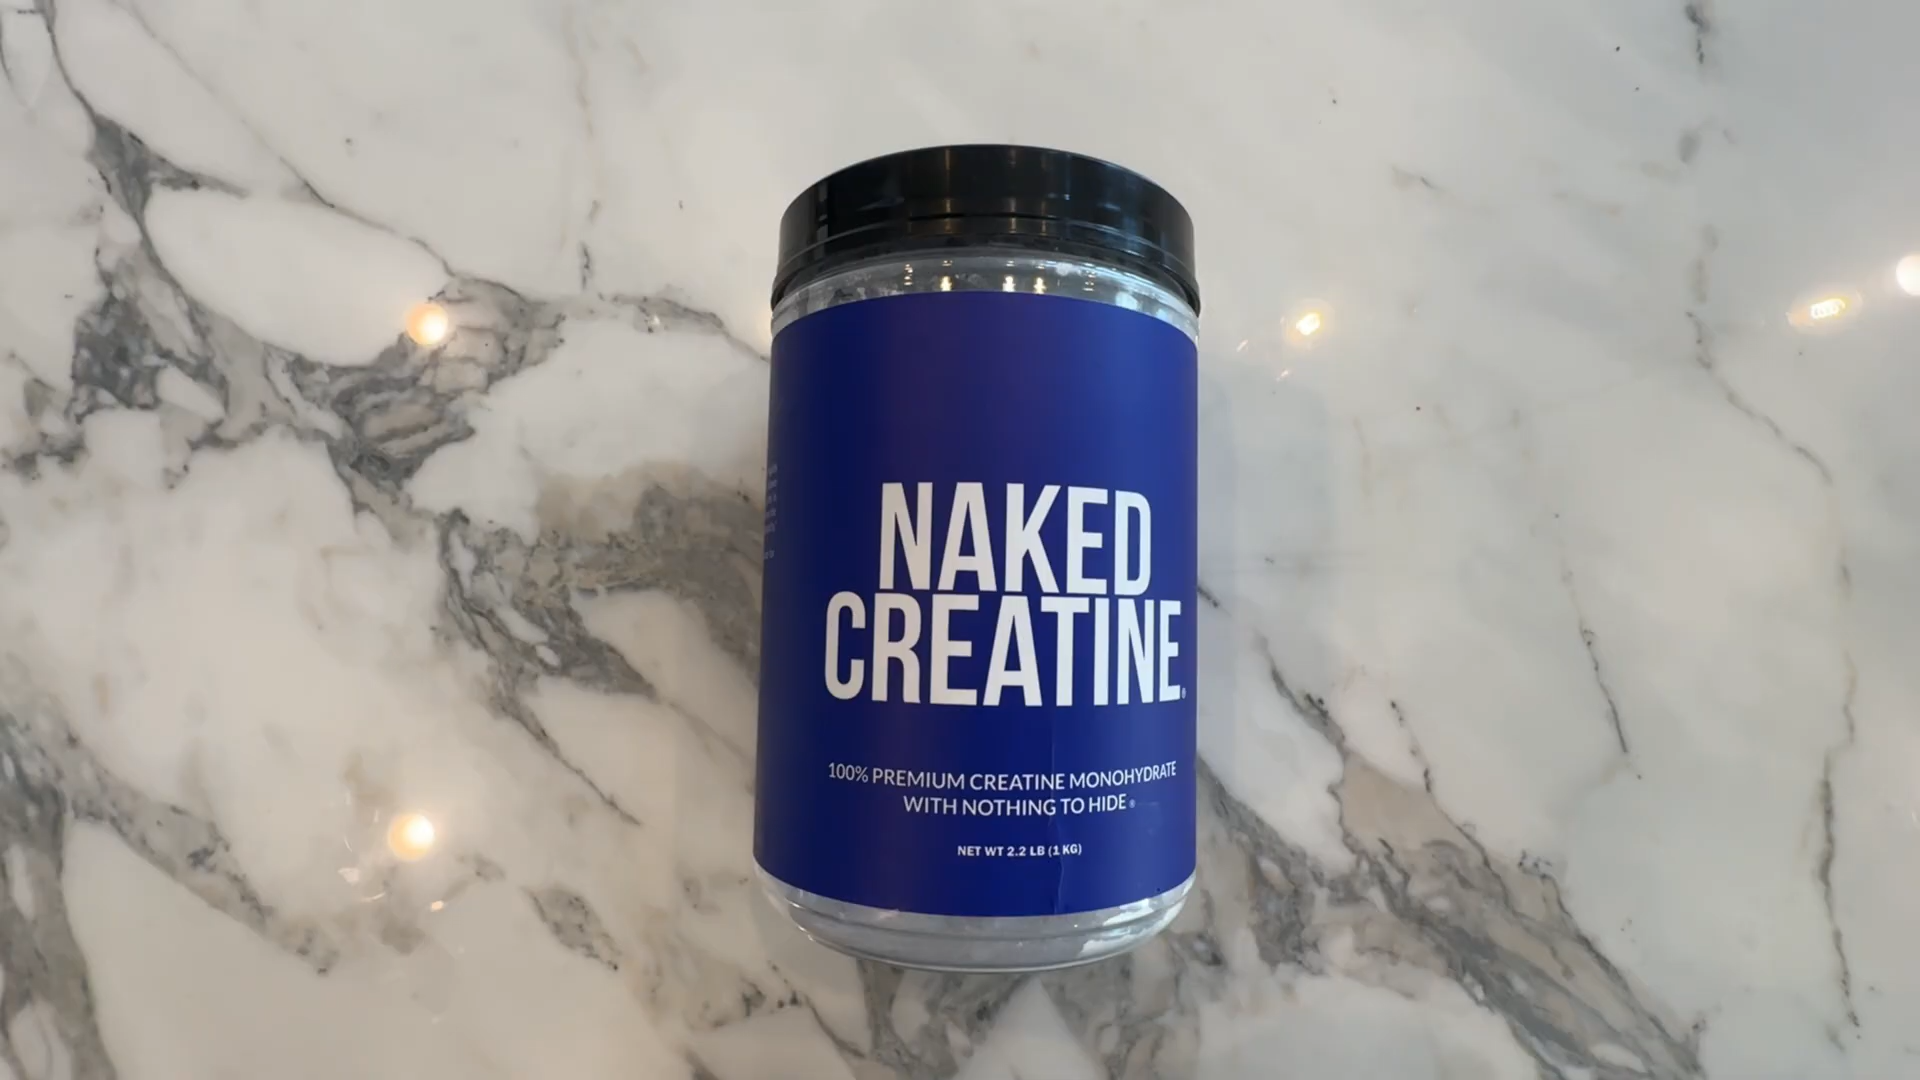 NAKED
CREATINE®
100% PREMIUM CREATINE MONOHYDRATE
WITH NOTHING TO HIDE®
NET WT 2.2 LB (1 KG)